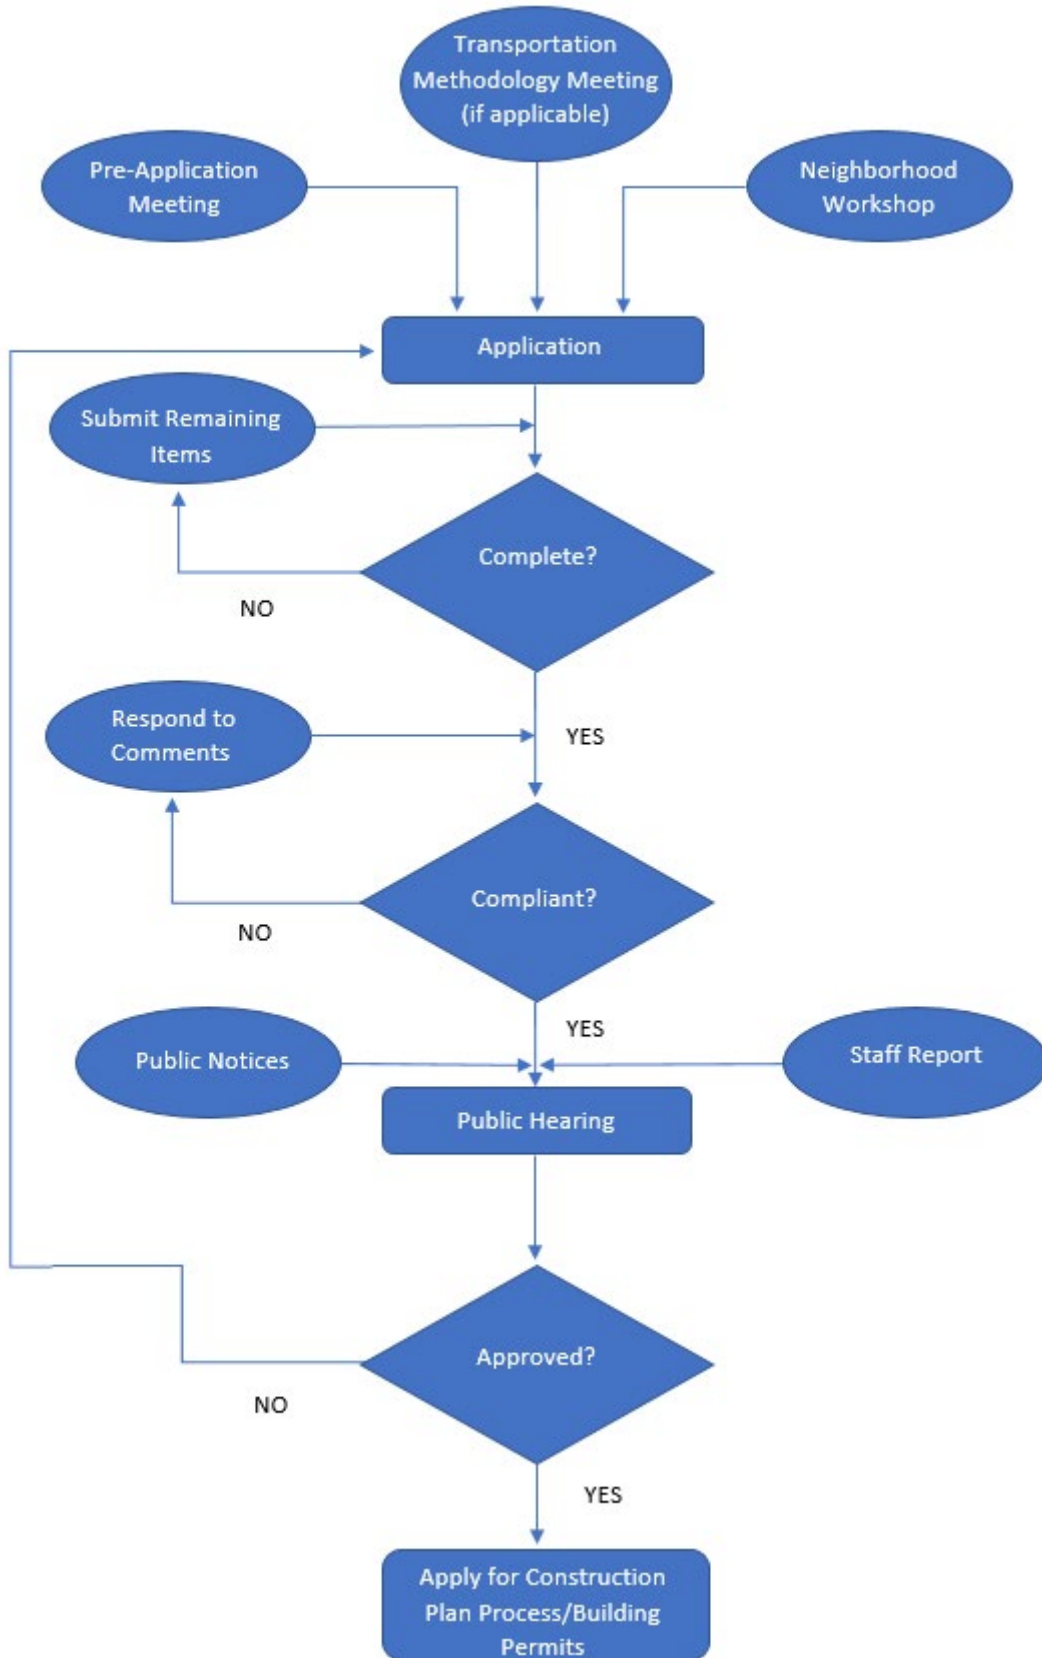 Transportation
Methodology Meeting
(if applicable)
Pre-Application
Meeting
Neighborhood
Workshop
Application
Submit Remaining
Items
Complete?
NO
Respond to
Comments
YES
Compliant?
NO
YES
Public Notices
Staff Report
Public Hearing
Approved?
NO
YES
Apply for Construction
Plan Process/Building
Permits